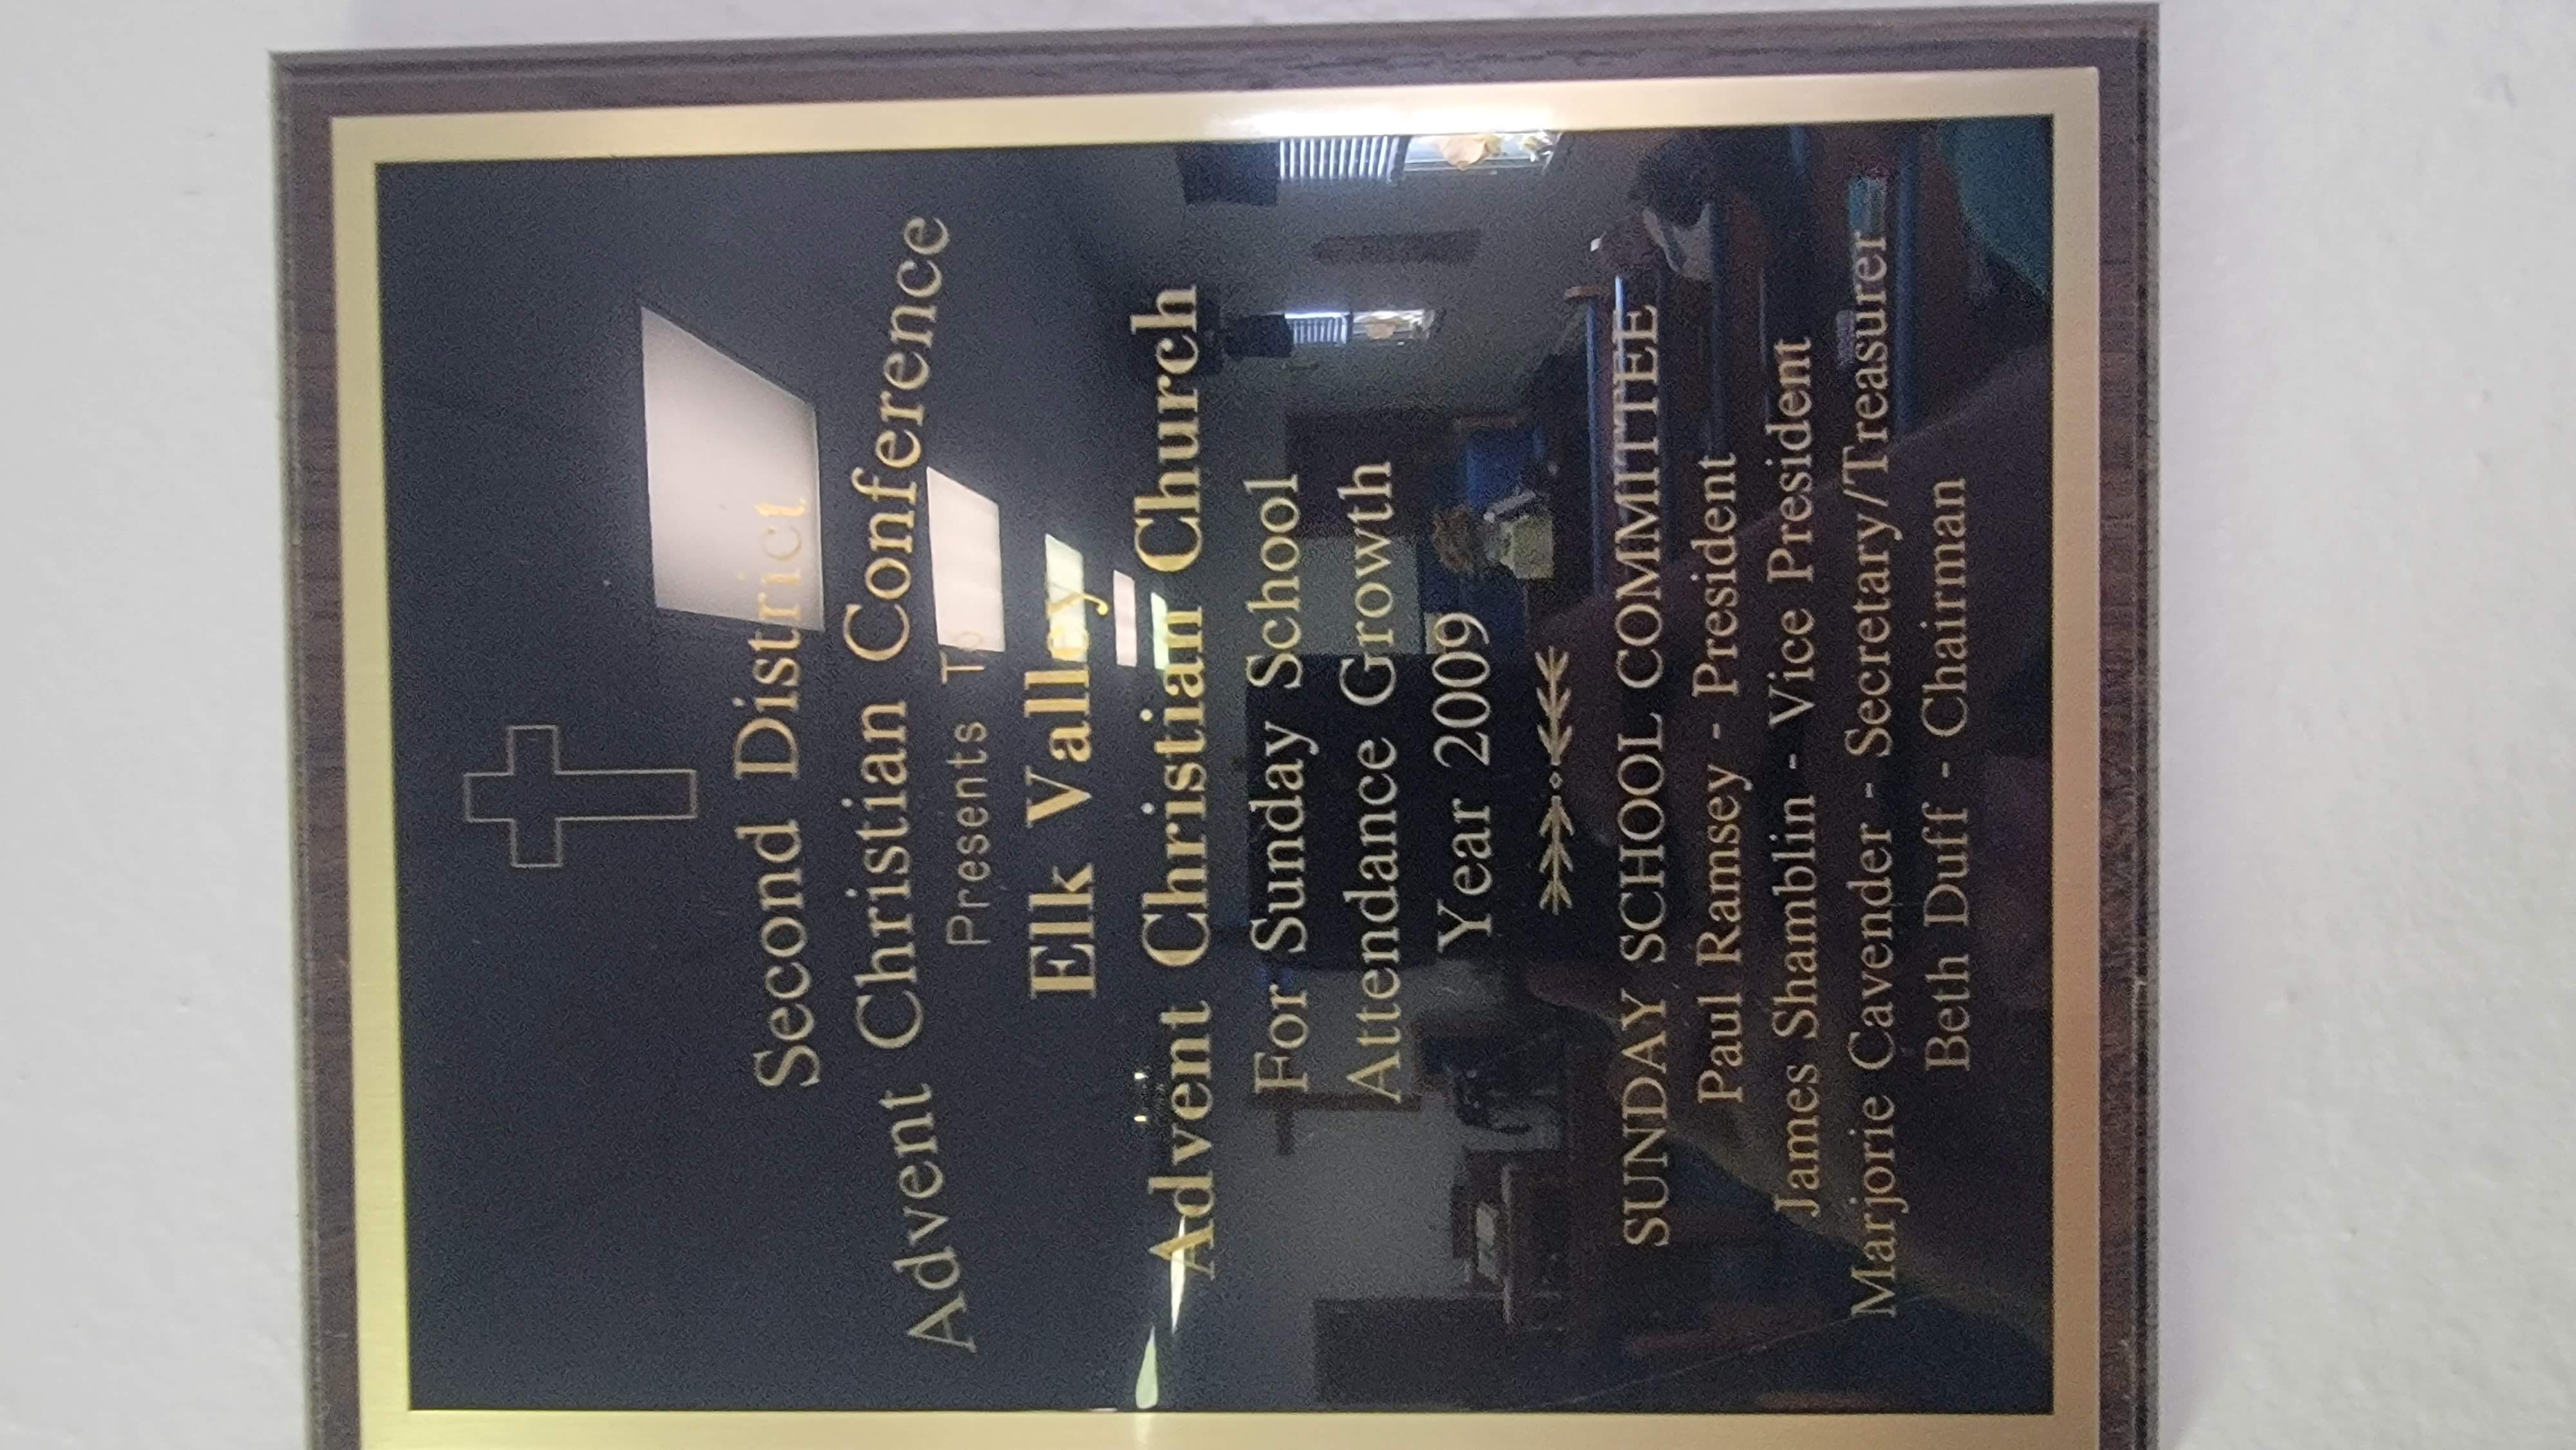 Second District
Advent Christian Conference
Presents To
Elk Valley
Advent Christian Church
For Sunday School
Attendance Growth
Year 2009
SUNDAY SCHOOL COMMITTEE
Paul Ramsey - President
James Shamblin - Vice President
Marjorie Cavender - Secretary/Treasurer
Beth Duff - Chairman